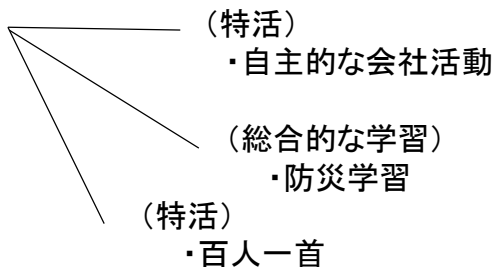 （特活）
・自主的な会社活動
（総合的な学習）
・防災学習
（特活）
・百人一首